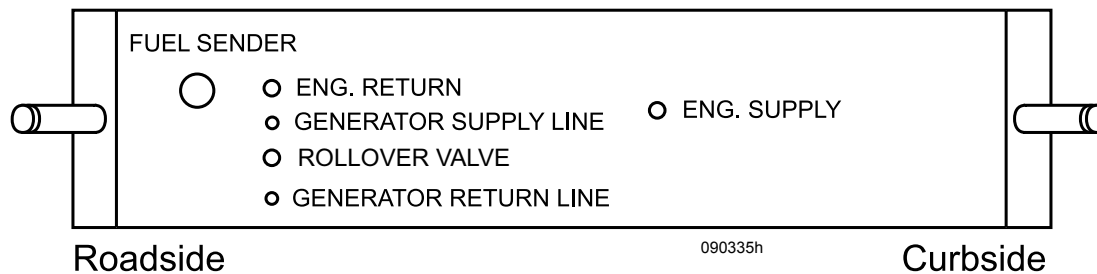 FUEL SENDER
ENG. RETURN
ENG. SUPPLY
GENERATOR SUPPLY LINE
ROLLOVER VALVE
GENERATOR RETURN LINE
Roadside
090335h
Curbside